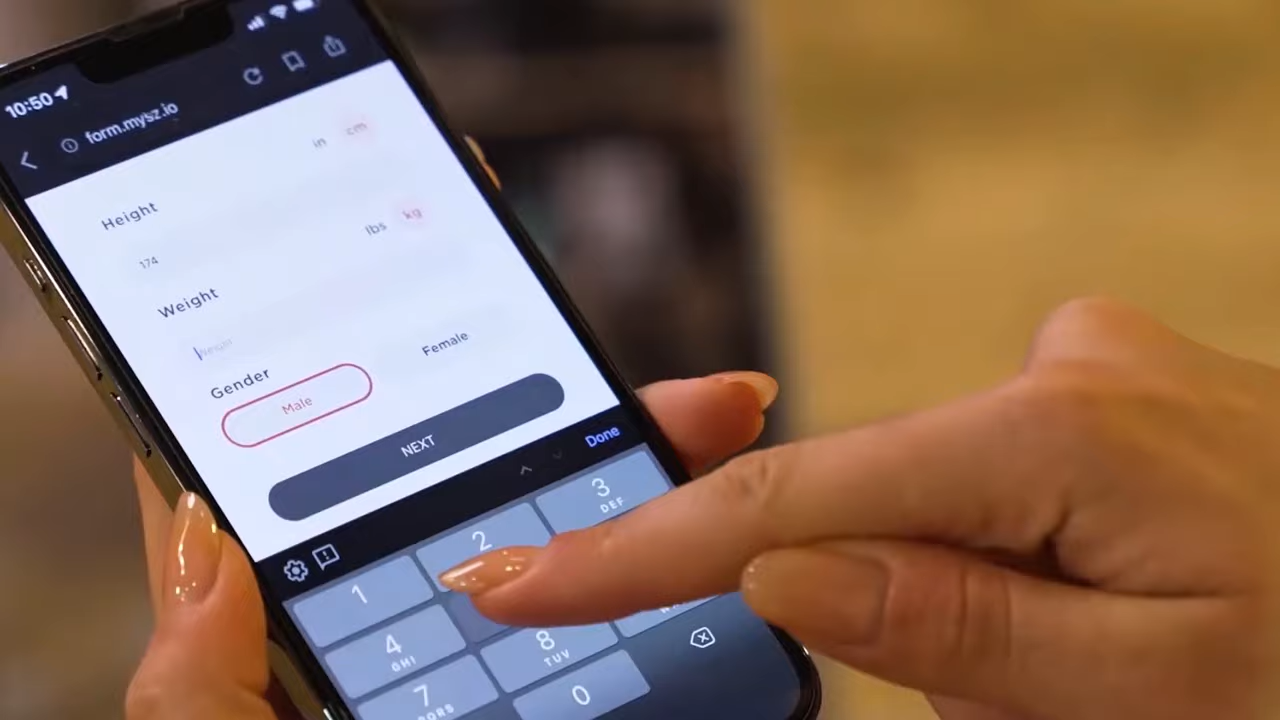 10:50
form.mysz.io
in cm
Height
174
lbs kg
Weight
Gender
Male Female
NEXT
Done
1 2 3
DEF
4 8
GHI TUV
7 0